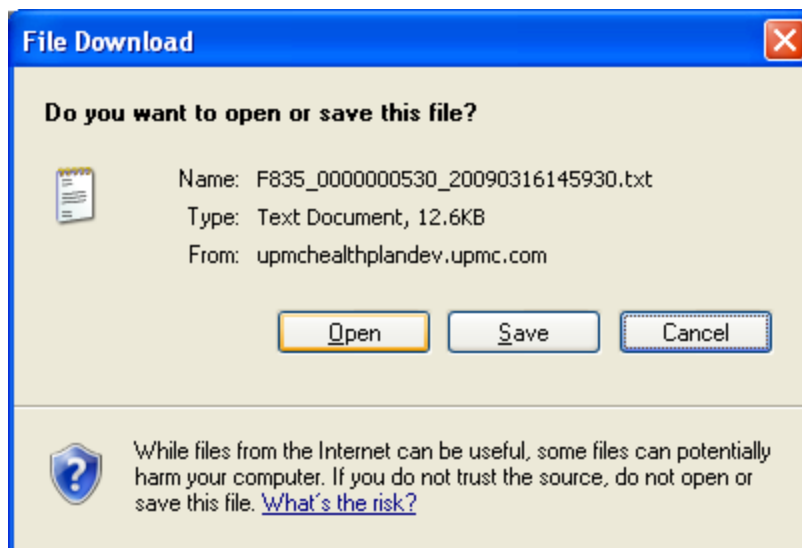 File Download
Do you want to open or save this file?
Name: F835_0000000530_20090316145930.txt
Type: Text Document, 12.6KB
From: upmchealthplandev.upmc.com
Open Save Cancel
While files from the Internet can be useful, some files can potentially
harm your computer. If you do not trust the source, do not open or
save this file. What's the risk?